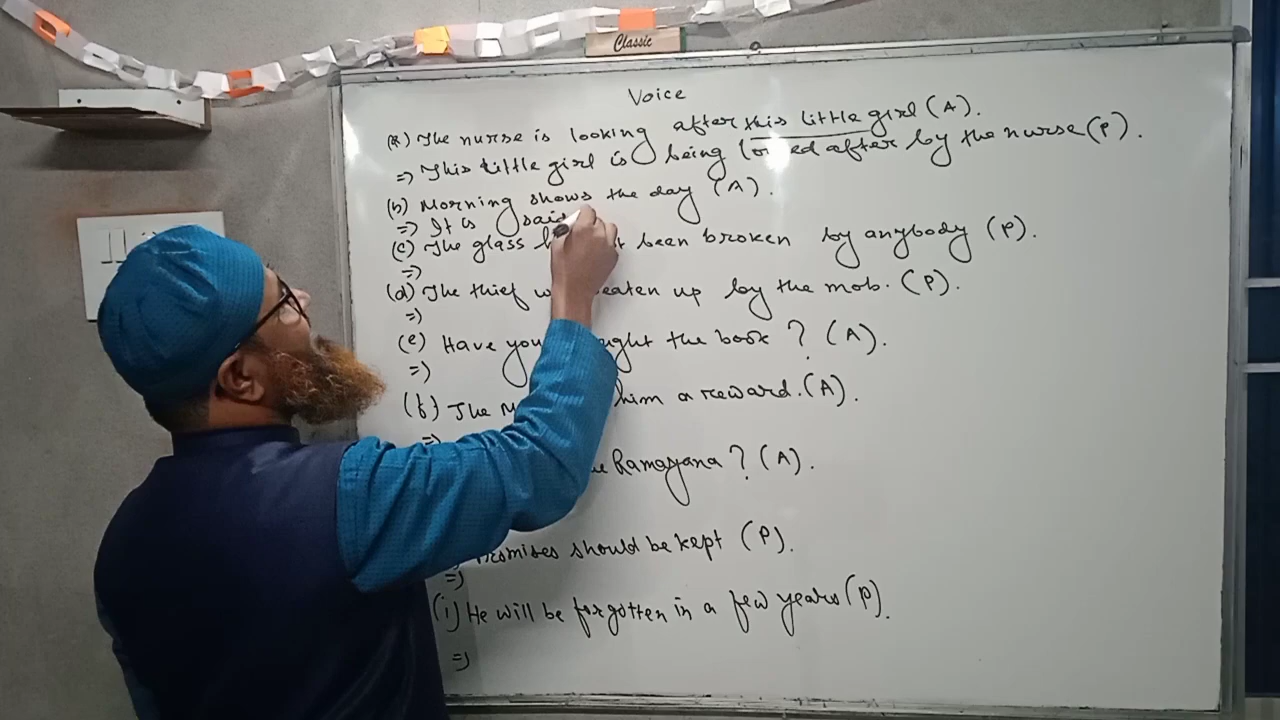 Classic
Voice
(a) The nurse is looking after this little girl (A).
=> This little girl is being looked after by the nurse (P).
(b) Morning shows the day (A).
=> It is said
(c) The glass been broken by anybody (P).
=>
(d) The thief up by the mob. (P).
=>
(e) Have you the book ? (A).
=>
(f) The him a reward. (A).
=>
Ramayana ? (A).
Promises should be kept (P).
=>
(i) He will be forgotten in a few years (P).
=>